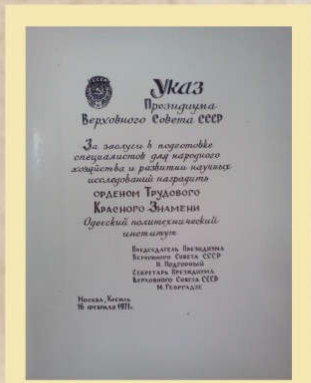 Указ
Президиума
Верховного Совета СССР
За заслуги в подготовке
специалистов для народного
хозяйства и развитии научных
исследований наградить
орденом Трудового
Красного Знамени
Одесский политехнический
институт
Председатель Президиума
Верховного Совета СССР
Н. Подгорный
Секретарь Президиума
Верховного Совета СССР
М. Георгадзе
Москва, Кремль
16 февраля 1971г.